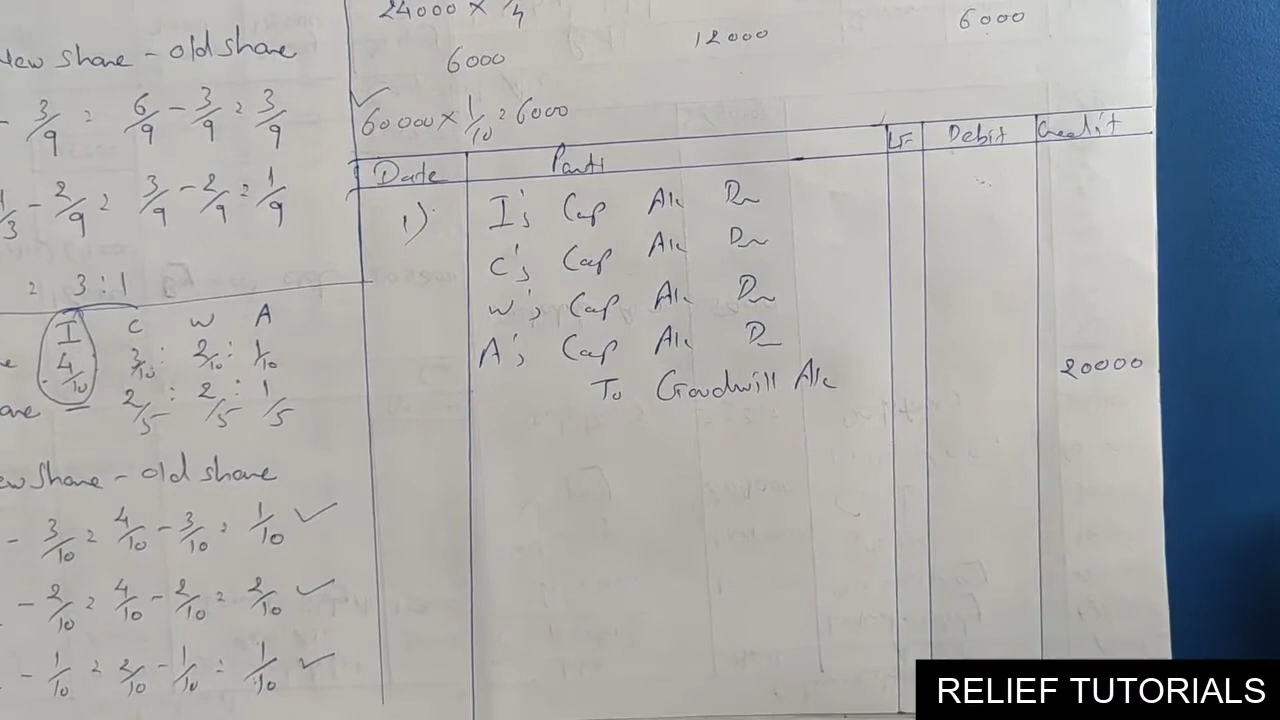 24000 × 1/4
6000
12000
6000
60000 × 1/10 = 6000
New share - old share
- 3/9 = 6/9 - 3/9 = 3/9
1/3 - 2/9 = 3/9 - 2/9 = 1/9
= 3:1
I C W A
4/10 3/10 : 2/10 : 1/10
2/5 : 2/5 : 1/5
New share - old share
- 3/10 = 4/10 - 3/10 = 1/10 ✓
- 2/10 = 4/10 - 2/10 = 2/10 ✓
- 1/10 = 2/10 - 1/10 = 1/10 ✓
Date Parti LF Debit Credit
1) I's Cap A/c Dr
C's Cap A/c Dr
W's Cap A/c Dr
A's Cap A/c Dr
To Goodwill A/c 20000
RELIEF TUTORIALS